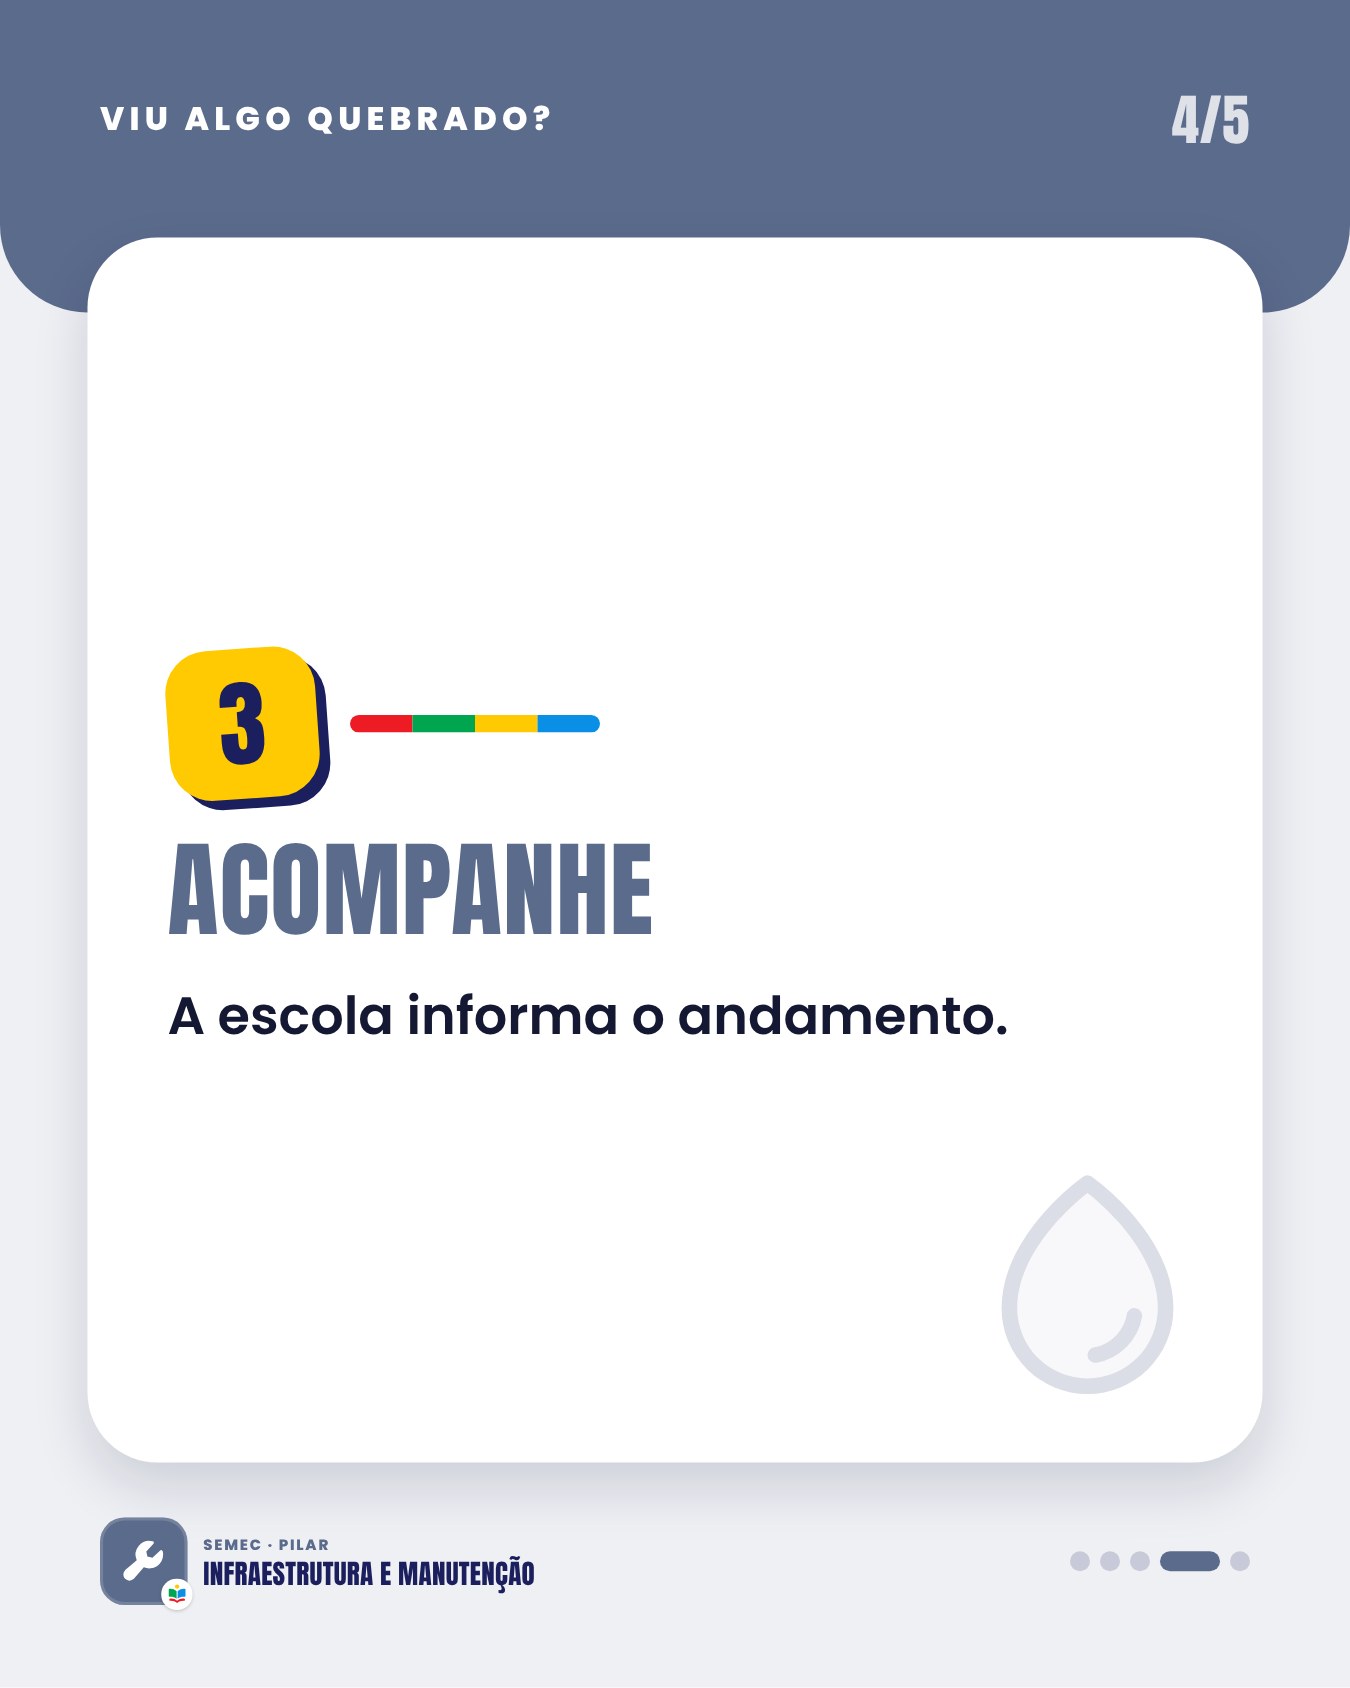 VIU ALGO QUEBRADO?
4/5
3
ACOMPANHE
A escola informa o andamento.
SEMEC · PILAR
INFRAESTRUTURA E MANUTENÇÃO